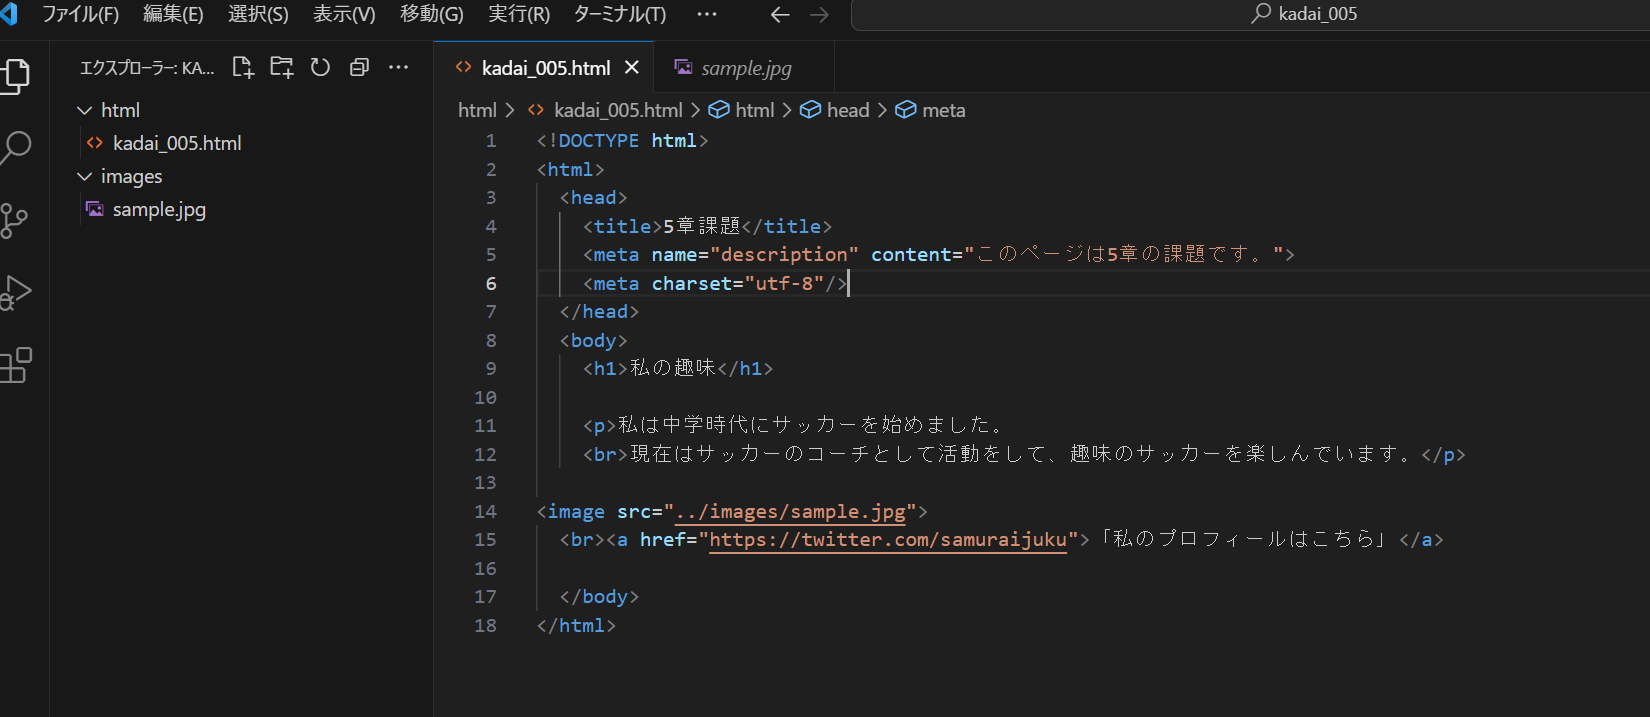 ファイル(F) 編集(E) 選択(S) 表示(V) 移動(G) 実行(R) ターミナル(T) ··· kadai_005
エクスプローラー: KA... ···
kadai_005.html sample.jpg
html > kadai_005.html > html > head > meta
html
kadai_005.html
images
sample.jpg
1 <!DOCTYPE html>
2 <html>
3 <head>
4 <title>5章課題</title>
5 <meta name="description" content="このページは5章の課題です。">
6 <meta charset="utf-8"/>
7 </head>
8 <body>
9 <h1>私の趣味</h1>
10
11 <p>私は中学時代にサッカーを始めました。
12 <br>現在はサッカーのコーチとして活動をして、趣味のサッカーを楽しんでいます。</p>
13
14 <image src="../images/sample.jpg">
15 <br><a href="https://twitter.com/samuraijuku">「私のプロフィールはこちら」</a>
16
17 </body>
18 </html>